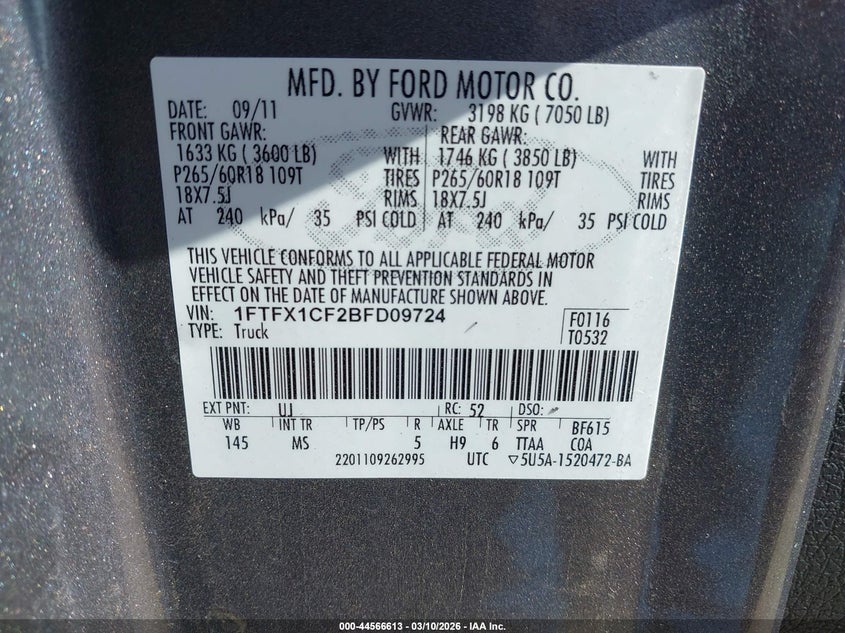 MFD. BY FORD MOTOR CO.
DATE: 09/11 GVWR: 3198 KG ( 7050 LB)
FRONT GAWR: REAR GAWR:
1633 KG ( 3600 LB) WITH 1746 KG ( 3850 LB) WITH
P265/60R18 109T TIRES P265/60R18 109T TIRES
18X7.5J RIMS 18X7.5J RIMS
AT 240 kPa/ 35 PSI COLD AT 240 kPa/ 35 PSI COLD
THIS VEHICLE CONFORMS TO ALL APPLICABLE FEDERAL MOTOR
VEHICLE SAFETY AND THEFT PREVENTION STANDARDS IN
EFFECT ON THE DATE OF MANUFACTURE SHOWN ABOVE.
VIN: 1FTFX1CF2BFD09724 F0116
TYPE: Truck T0532
EXT PNT: UJ RC: 52 DSO:
WB INT TR TP/PS R AXLE TR SPR BF615
145 MS 5 H9 6 TTAA COA
2201109262995 UTC ▽5U5A-1520472-BA
000-44566613 - 03/10/2026 - IAA Inc.